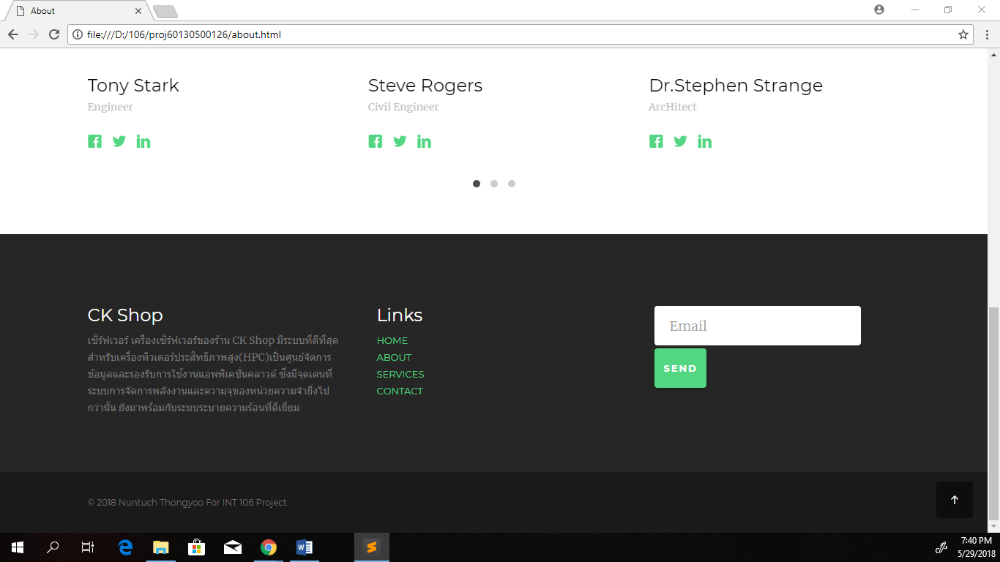 About
file:///D:/106/proj60130500126/about.html
Tony Stark
Engineer
Steve Rogers
Civil Engineer
Dr.Stephen Strange
ArcHitect
CK Shop
เซิร์ฟเวอร์ เครื่องเซิร์ฟเวอร์ของร้าน CK Shop มีระบบที่ดีที่สุด
สำหรับเครื่องพิวเตอร์ประสิทธิภาพสูง(HPC)เป็นศูนย์จัดการ
ข้อมูลและรองรับการใช้งานแอพพิเคชั่นคลาวด์ ซึ่งมีจุดเด่นที่
ระบบการจัดการพลังงานและความจุของหน่วยความจำยิ่งไป
กว่านั้น ยังมาพร้อมกับระบบระบายความร้อนที่ดีเยี่ยม
Links
HOME
ABOUT
SERVICES
CONTACT
Email
SEND
© 2018 Nuntuch Thongyoo For INT 106 Project.
7:40 PM
5/29/2018